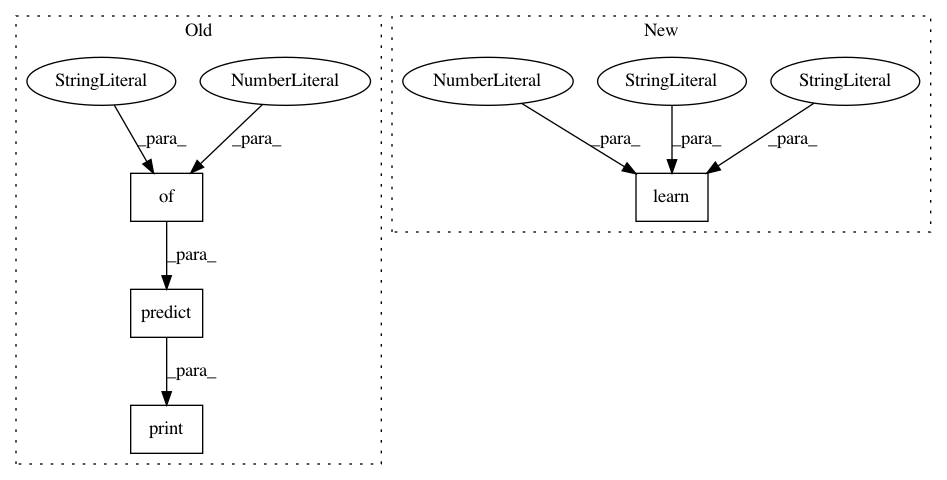 Old
New
StringLiteral
NumberLiteral
NumberLiteral
StringLiteral
StringLiteral
_para_
_para_
_para_
_para_
_para_
of
learn
_para_
predict
_para_
print